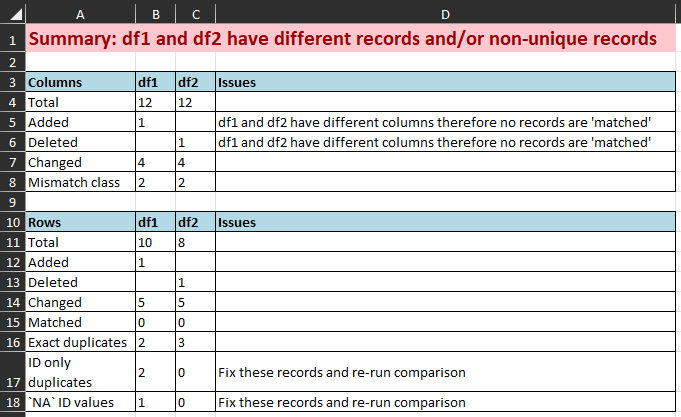 A B C D
1 Summary: df1 and df2 have different records and/or non-unique records
2
3 Columns df1 df2 Issues
4 Total 12 12
5 Added 1 df1 and df2 have different columns therefore no records are 'matched'
6 Deleted 1 df1 and df2 have different columns therefore no records are 'matched'
7 Changed 4 4
8 Mismatch class 2 2
9
10 Rows df1 df2 Issues
11 Total 10 8
12 Added 1
13 Deleted 1
14 Changed 5 5
15 Matched 0 0
16 Exact duplicates 2 3
ID only
17 duplicates 2 0 Fix these records and re-run comparison
18 `NA` ID values 1 0 Fix these records and re-run comparison